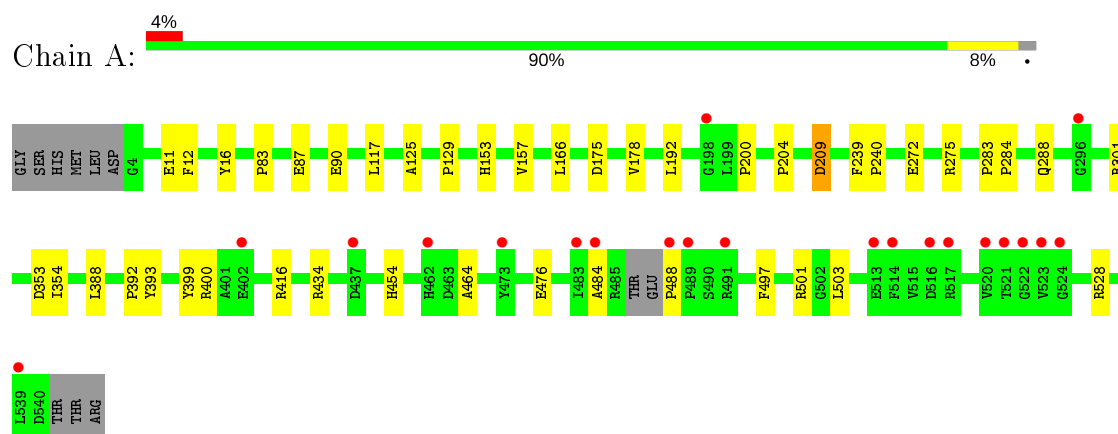 4%
Chain A:
90% 8% •
GLY SER HIS MET LEU ASP G4 E11 F12 Y16 P83 E87 E90 L117 A125 P129 H153 V157 L166 D175 V178 L192 G198 L199 P200 P204 D209 F239 P240 E272 R275 P283 P284 Q288 G296
D353 I354 L388 P392 Y393 Y399 R400 A401 E402 R416 R434 D437 H454 H462 D463 A464 Y473 E476 I483 A484 R485 THR GLU P488 P489 S490 R491 F497 R501 G502 L503 E513 F514 V515 D516 R517 V520 T521 G522 V523 G524 R528
L539 D540 THR THR ARG